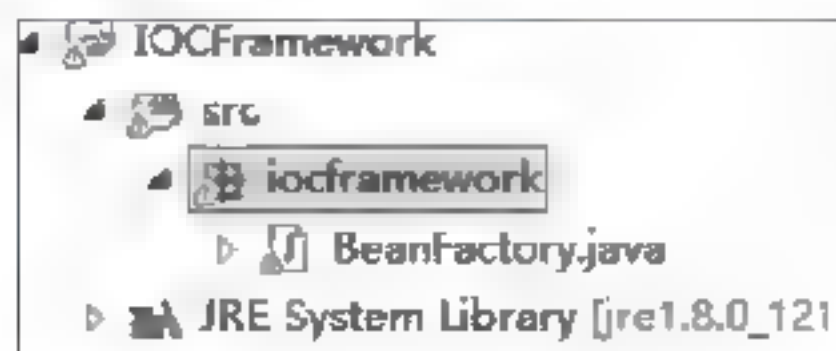 IOCFramework
src
iocframework
BeanFactory.java
JRE System Library [jre1.8.0_121